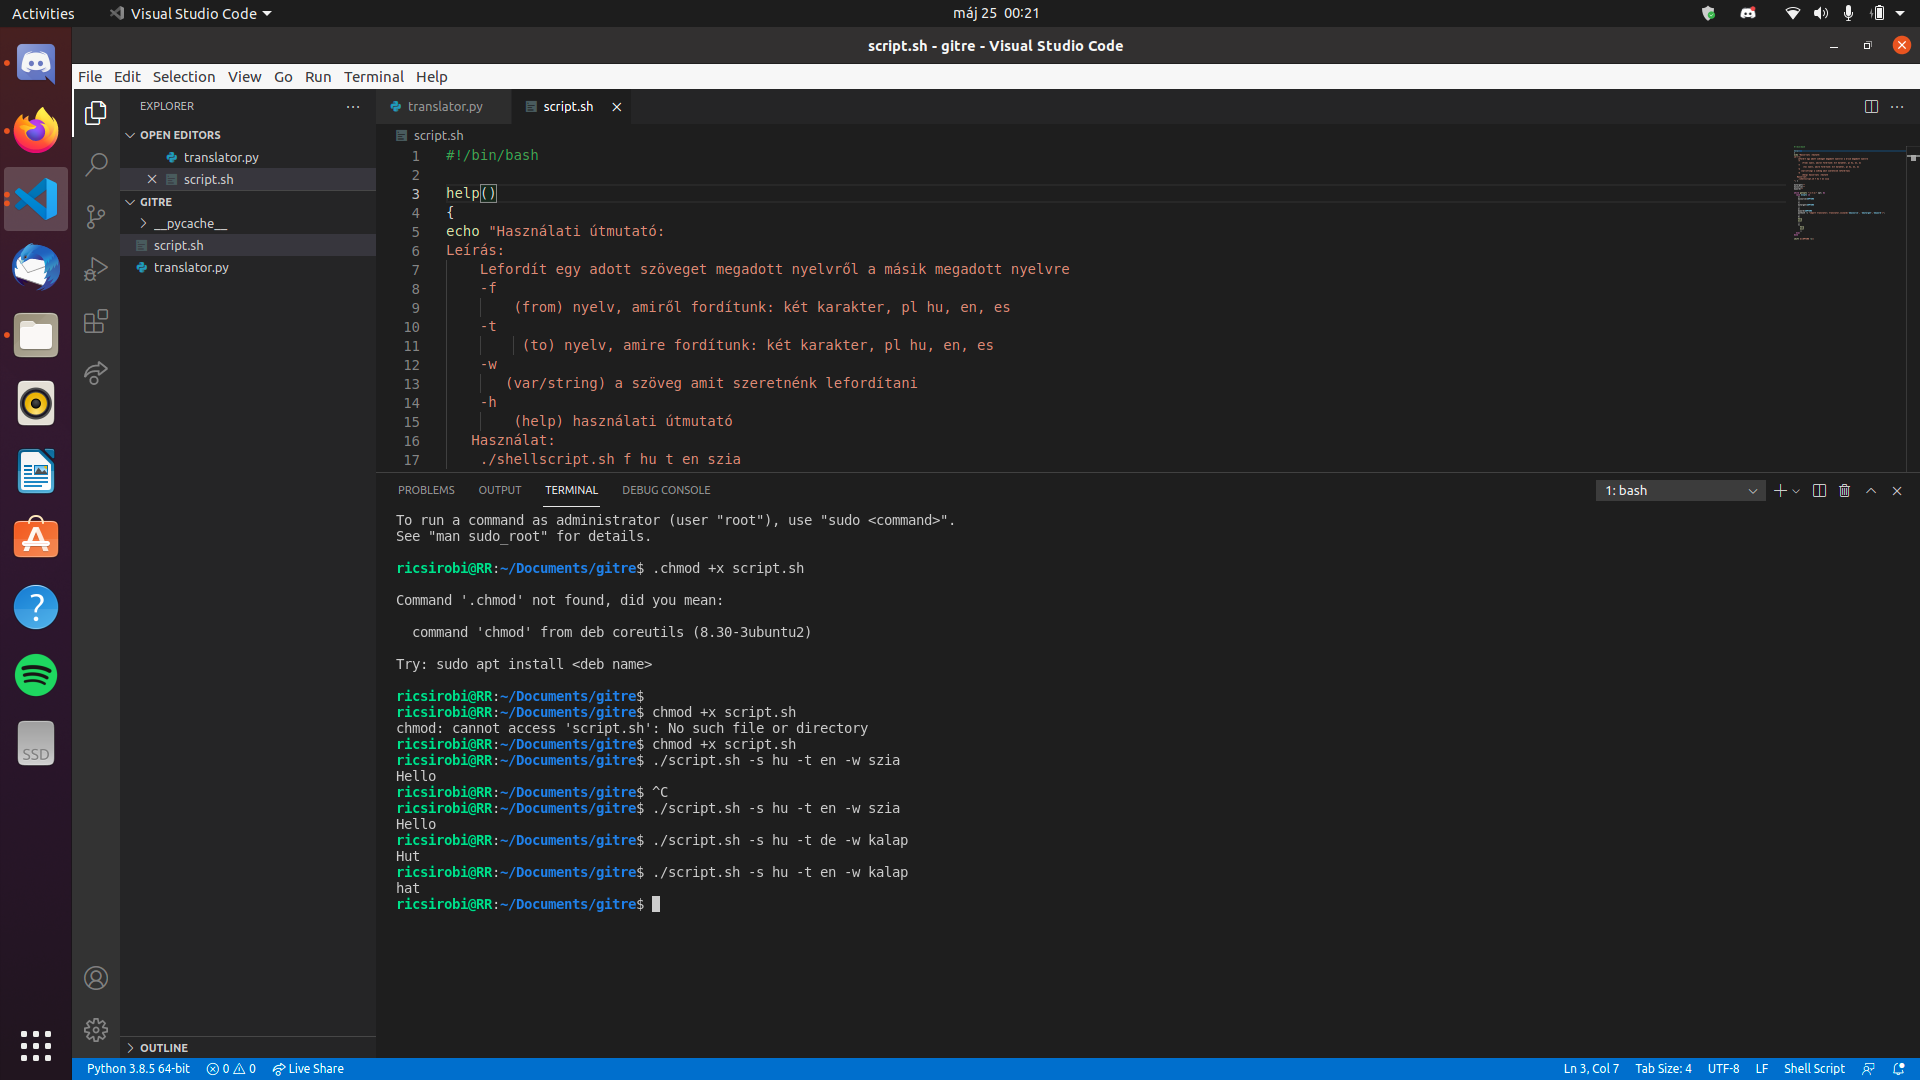 Activities
Visual Studio Code
máj 25 00:21
script.sh - gitre - Visual Studio Code
File Edit Selection View Go Run Terminal Help
EXPLORER
OPEN EDITORS
translator.py
script.sh
GITRE
__pycache__
script.sh
translator.py
OUTLINE
translator.py
script.sh
script.sh
1 #!/bin/bash
2
3 help()
4 {
5 echo "Használati útmutató:
6 Leírás:
7 Lefordít egy adott szöveget megadott nyelvről a másik megadott nyelvre
8 -f
9 (from) nyelv, amiről fordítunk: két karakter, pl hu, en, es
10 -t
11 (to) nyelv, amire fordítunk: két karakter, pl hu, en, es
12 -w
13 (var/string) a szöveg amit szeretnénk lefordítani
14 -h
15 (help) használati útmutató
16 Használat:
17 ./shellscript.sh f hu t en szia
PROBLEMS OUTPUT TERMINAL DEBUG CONSOLE
1: bash
To run a command as administrator (user "root"), use "sudo <command>".
See "man sudo_root" for details.
ricsirobi@RR:~/Documents/gitre$ .chmod +x script.sh
Command '.chmod' not found, did you mean:
command 'chmod' from deb coreutils (8.30-3ubuntu2)
Try: sudo apt install <deb name>
ricsirobi@RR:~/Documents/gitre$
ricsirobi@RR:~/Documents/gitre$ chmod +x script.sh
chmod: cannot access 'script.sh': No such file or directory
ricsirobi@RR:~/Documents/gitre$ chmod +x script.sh
ricsirobi@RR:~/Documents/gitre$ ./script.sh -s hu -t en -w szia
Hello
ricsirobi@RR:~/Documents/gitre$ ^C
ricsirobi@RR:~/Documents/gitre$ ./script.sh -s hu -t en -w szia
Hello
ricsirobi@RR:~/Documents/gitre$ ./script.sh -s hu -t de -w kalap
Hut
ricsirobi@RR:~/Documents/gitre$ ./script.sh -s hu -t en -w kalap
hat
ricsirobi@RR:~/Documents/gitre$
SSD
Python 3.8.5 64-bit
0 0
Live Share
Ln 3, Col 7
Tab Size: 4
UTF-8
LF
Shell Script